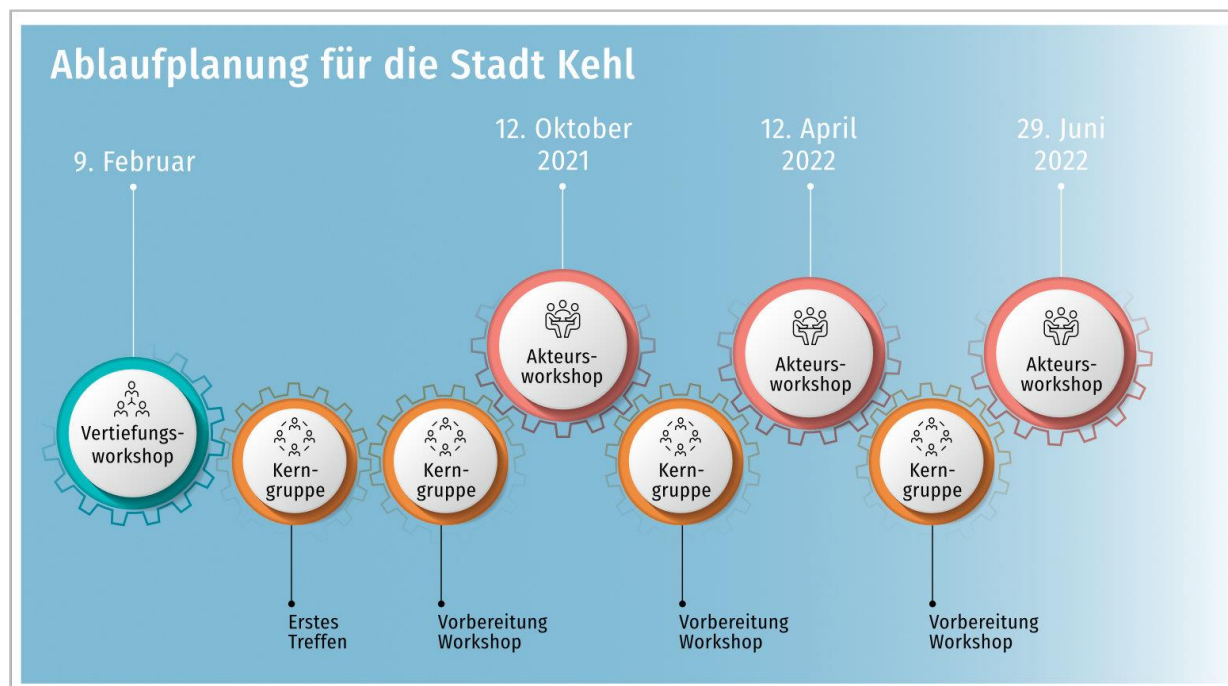 Ablaufplanung für die Stadt Kehl
9. Februar
12. Oktober
2021
12. April
2022
29. Juni
2022
Vertiefungs-
workshop
Kern-
gruppe
Kern-
gruppe
Akteurs-
workshop
Kern-
gruppe
Akteurs-
workshop
Kern-
gruppe
Akteurs-
workshop
Erstes
Treffen
Vorbereitung
Workshop
Vorbereitung
Workshop
Vorbereitung
Workshop